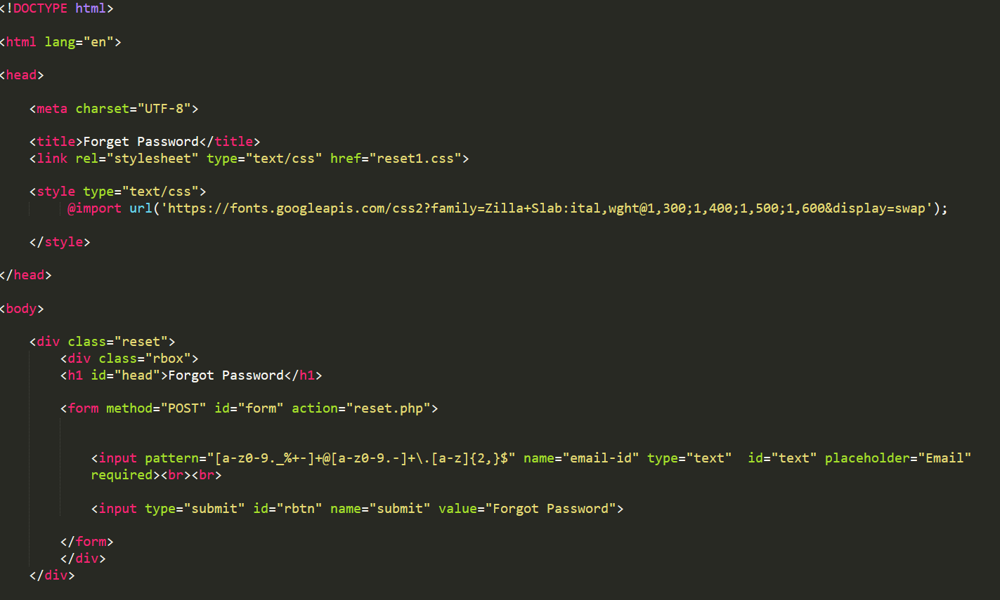 <!DOCTYPE html>
<html lang="en">
<head>
<meta charset="UTF-8">
<title>Forget Password</title>
<link rel="stylesheet" type="text/css" href="reset1.css">
<style type="text/css">
@import url('https://fonts.googleapis.com/css2?family=Zilla+Slab:ital,wght@1,300;1,400;1,500;1,600&display=swap');
</style>
</head>
<body>
<div class="reset">
<div class="rbox">
<h1 id="head">Forgot Password</h1>
<form method="POST" id="form" action="reset.php">
<input pattern="[a-z0-9._%+-]+@[a-z0-9.-]+\.[a-z]{2,}$" name="email-id" type="text"  id="text" placeholder="Email"
required><br><br>
<input type="submit" id="rbtn" name="submit" value="Forgot Password">
</form>
</div>
</div>